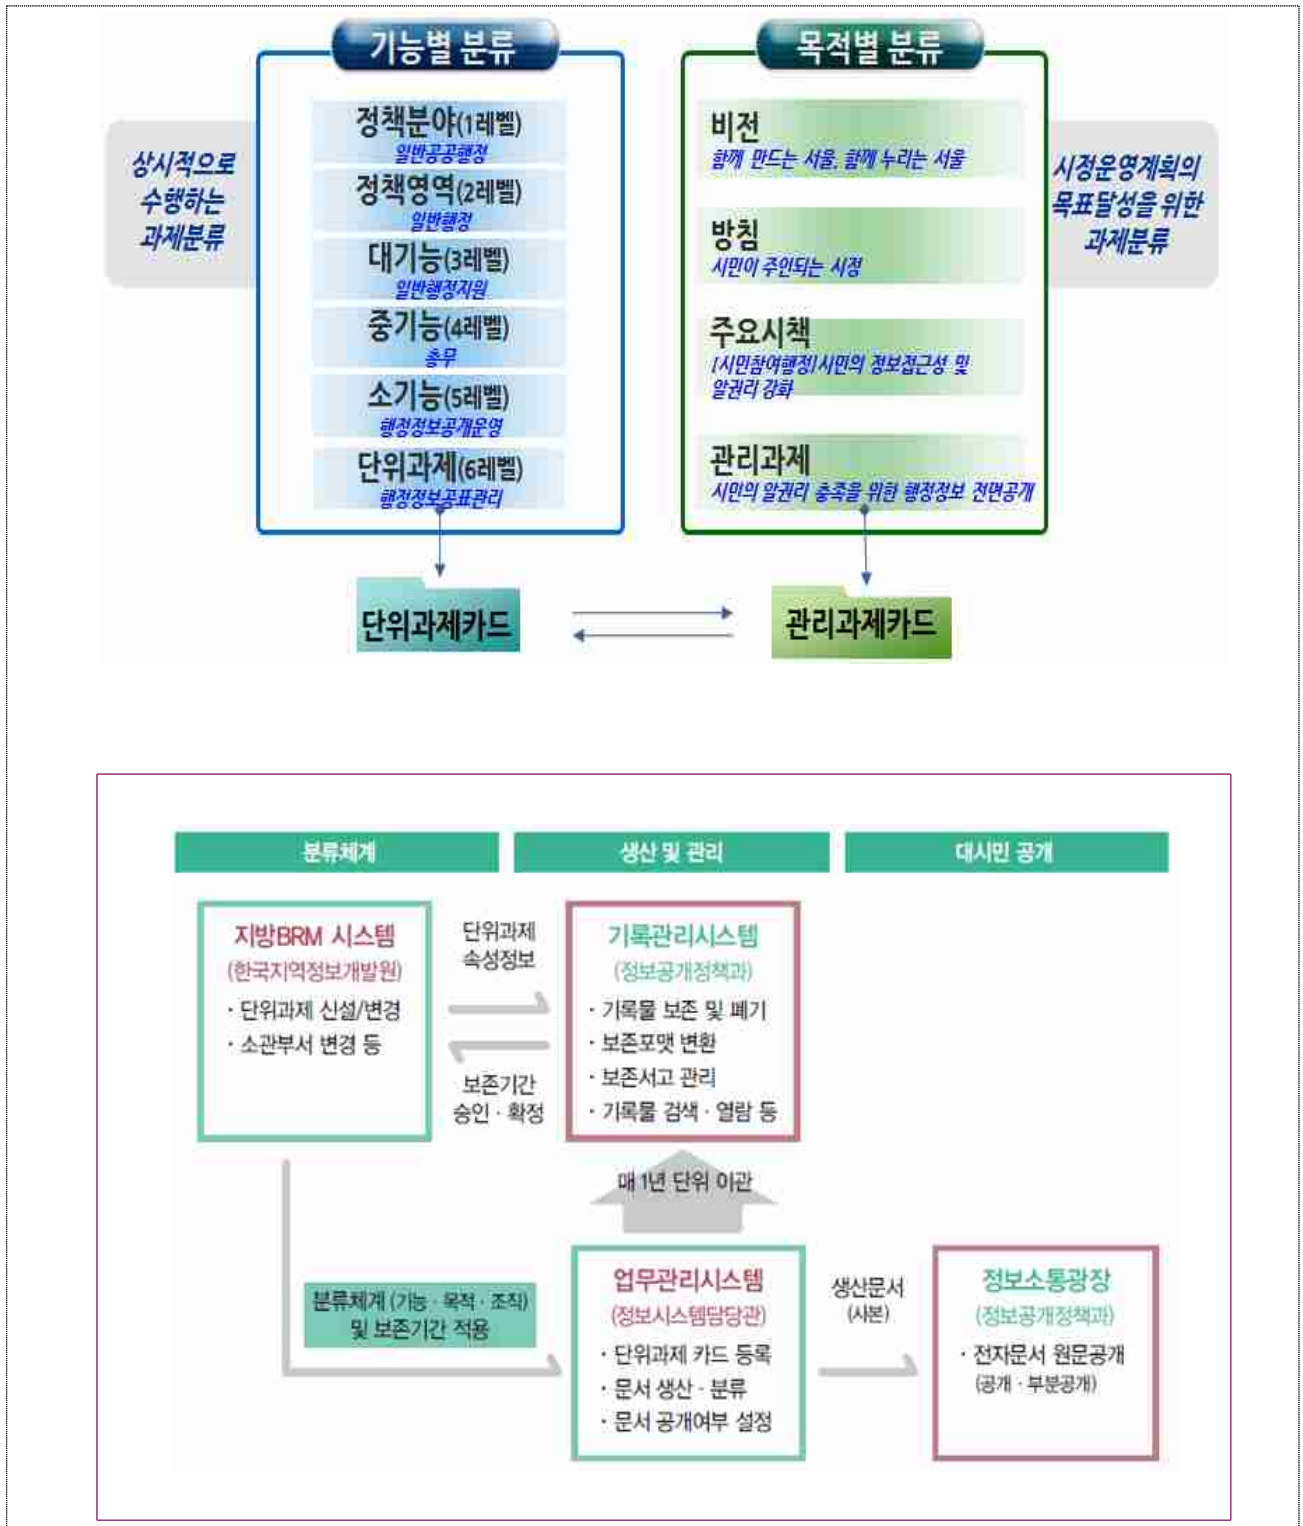 기능별 분류
목적별 분류
상시적으로
수행하는
과제분류
정책분야(1레벨)
일반공공행정
정책영역(2레벨)
일반행정
대기능(3레벨)
일반행정지원
중기능(4레벨)
총무
소기능(5레벨)
행정정보공개운영
단위과제(6레벨)
행정정보공표관리
비전
함께 만드는 서울, 함께 누리는 서울
방침
시민이 주인되는 시정
주요시책
[시민참여행정]시민의 정보접근성 및
알권리 강화
관리과제
시민의 알권리 충족을 위한 행정정보 전면공개
시정운영계획의
목표달성을 위한
과제분류
단위과제카드
관리과제카드
분류체계
생산 및 관리
대시민 공개
지방BRM 시스템
(한국지역정보개발원)
· 단위과제 신설/변경
· 소관부서 변경 등
단위과제
속성정보
보존기간
승인 · 확정
기록관리시스템
(정보공개정책과)
· 기록물 보존 및 폐기
· 보존포맷 변환
· 보존서고 관리
· 기록물 검색 · 열람 등
매 1년 단위 이관
분류체계 (기능 · 목적 · 조직)
및 보존기간 적용
업무관리시스템
(정보시스템담당관)
· 단위과제 카드 등록
· 문서 생산 · 분류
· 문서 공개여부 설정
생산문서
(사본)
정보소통광장
(정보공개정책과)
· 전자문서 원문공개
(공개 · 부분공개)